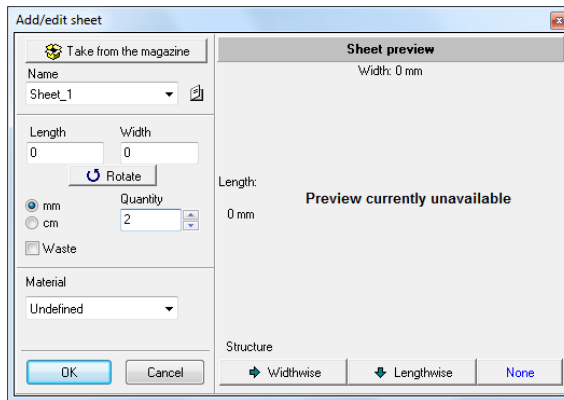 Add/edit sheet
Take from the magazine
Name
Sheet_1
Length Width
0 0
Rotate
mm
cm
Quantity
2
Waste
Material
Undefined
OK Cancel
Sheet preview
Width: 0 mm
Length:
0 mm
Preview currently unavailable
Structure
Widthwise Lengthwise None